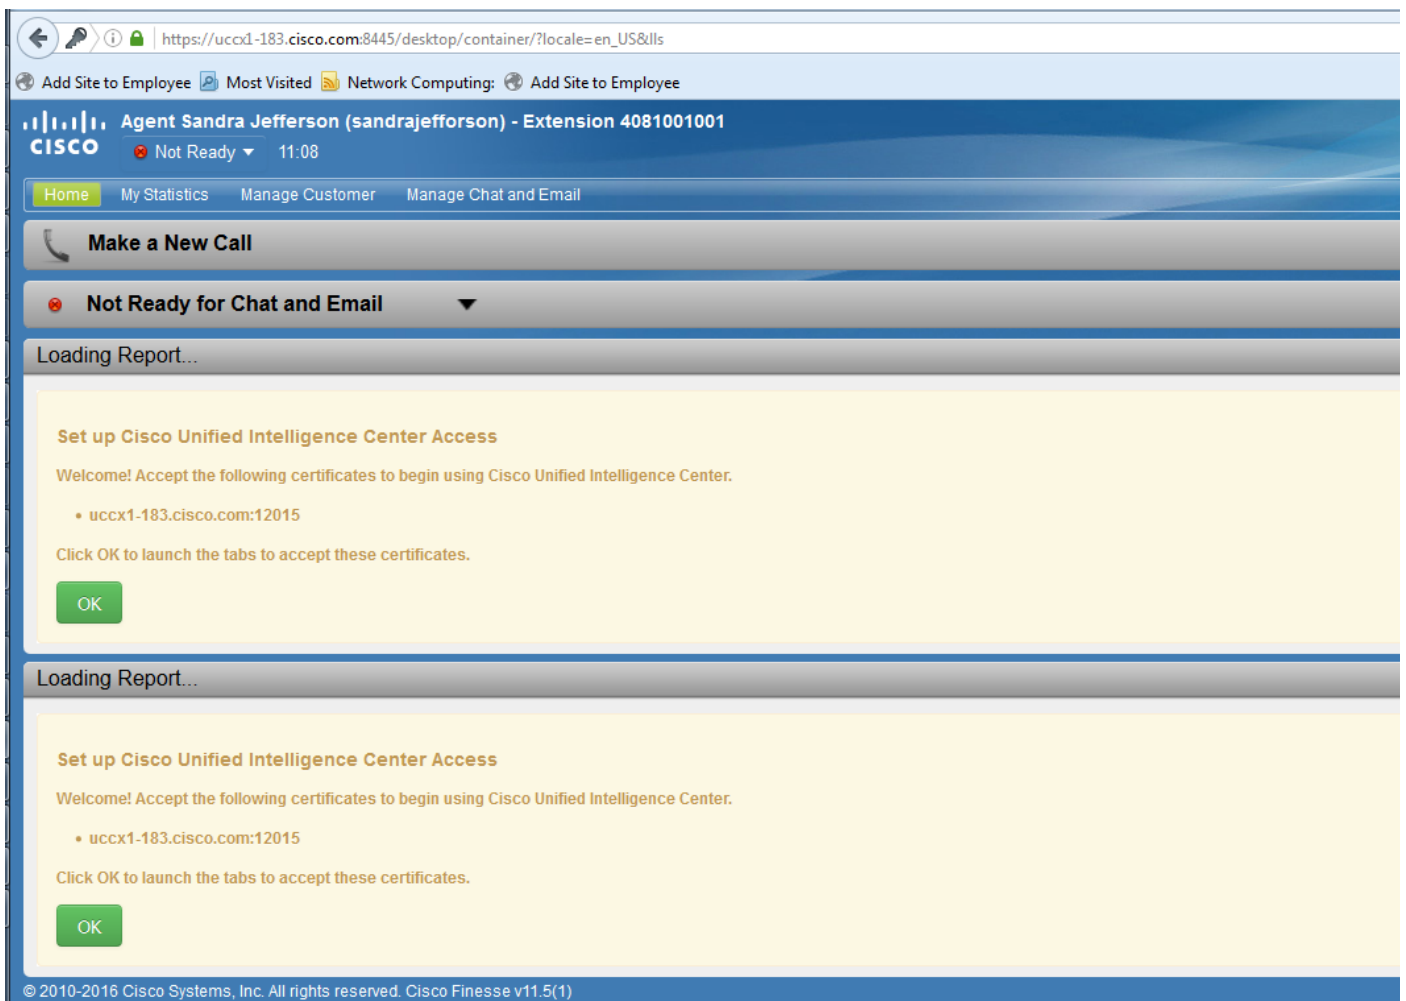 https://uccx1-183.cisco.com:8445/desktop/container/?locale=en_US&lls
Add Site to Employee Most Visited Network Computing: Add Site to Employee
Agent Sandra Jefferson (sandrajefforson) - Extension 4081001001
CISCO
Not Ready 11:08
Home My Statistics Manage Customer Manage Chat and Email
Make a New Call
Not Ready for Chat and Email
Loading Report...
Set up Cisco Unified Intelligence Center Access
Welcome! Accept the following certificates to begin using Cisco Unified Intelligence Center.
• uccx1-183.cisco.com:12015
Click OK to launch the tabs to accept these certificates.
OK
Loading Report...
Set up Cisco Unified Intelligence Center Access
Welcome! Accept the following certificates to begin using Cisco Unified Intelligence Center.
• uccx1-183.cisco.com:12015
Click OK to launch the tabs to accept these certificates.
OK
© 2010-2016 Cisco Systems, Inc. All rights reserved. Cisco Finesse v11.5(1)